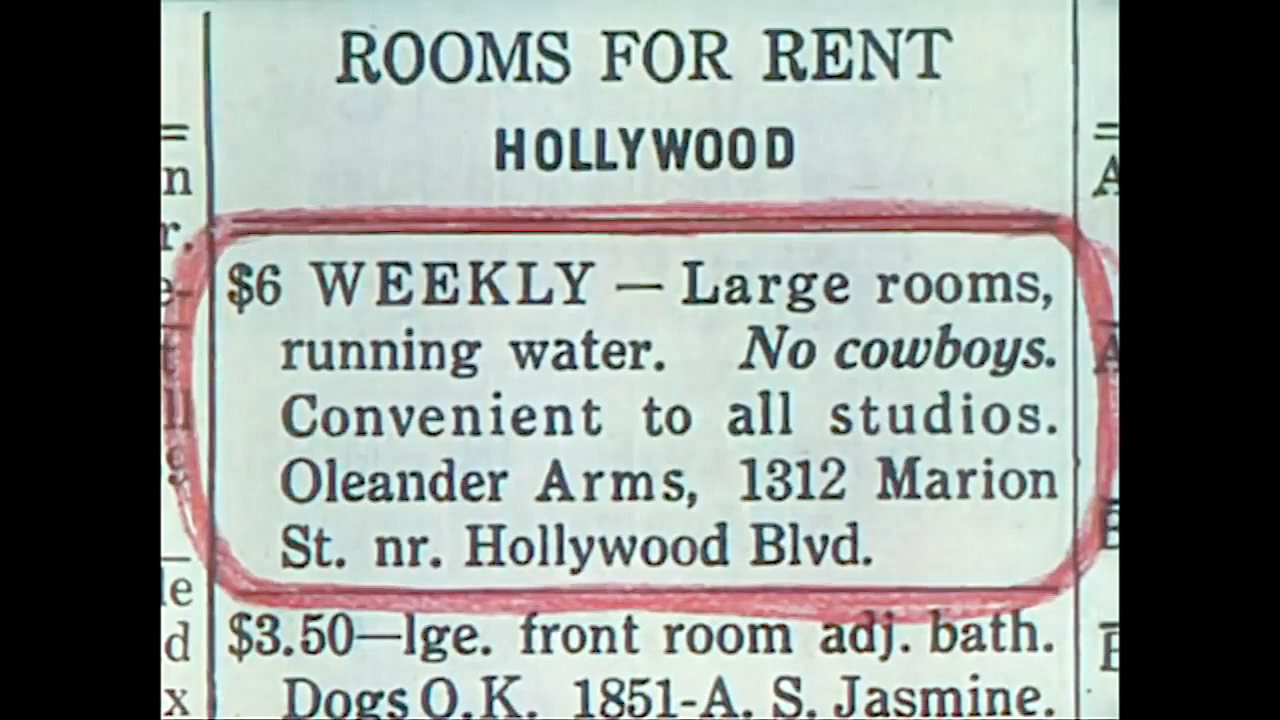 ROOMS FOR RENT
HOLLYWOOD
$6 WEEKLY — Large rooms,
running water. No cowboys.
Convenient to all studios.
Oleander Arms, 1312 Marion
St. nr. Hollywood Blvd.
$3.50—lge. front room adj. bath.
Dogs O.K. 1851-A. S. Jasmine.